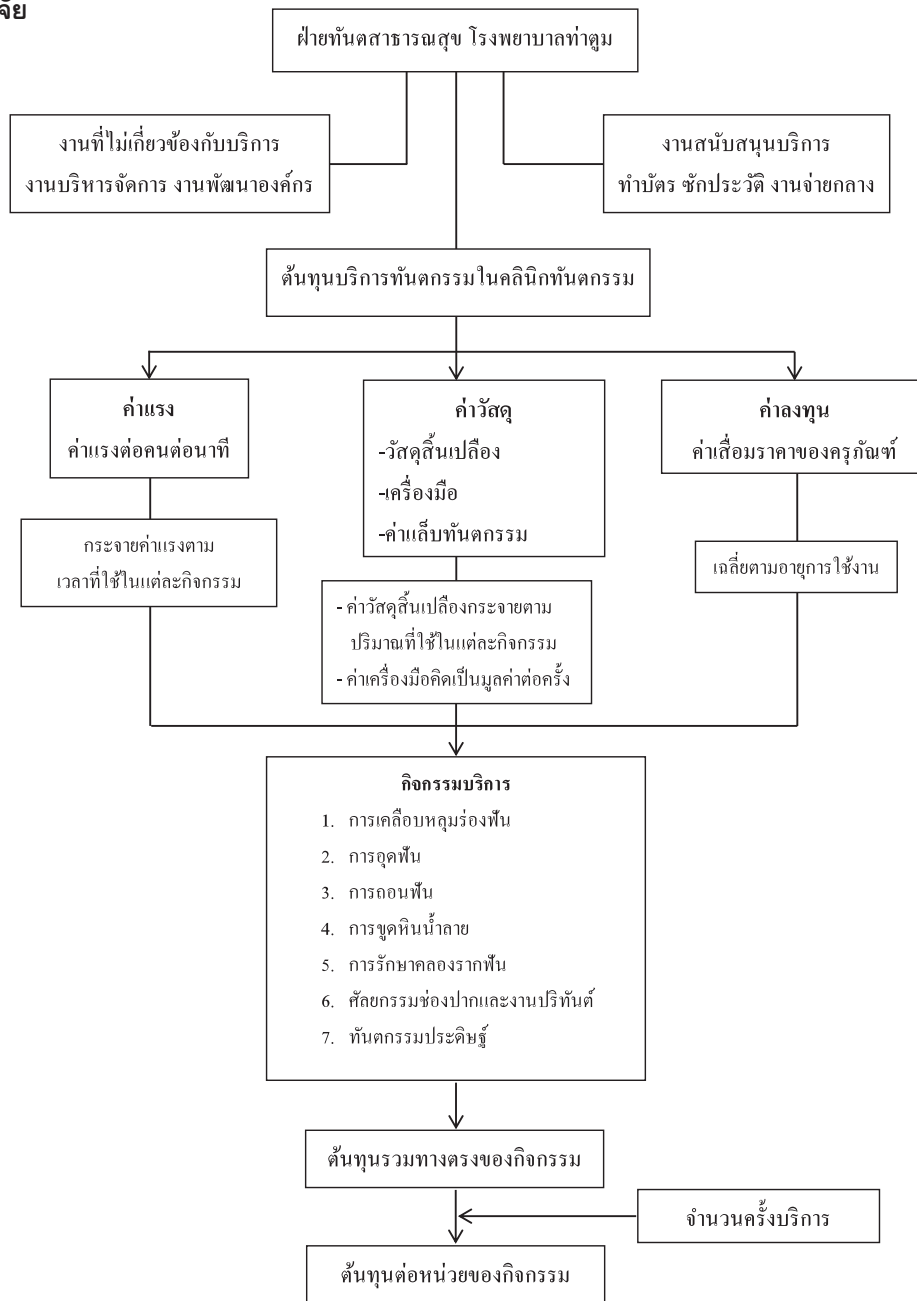 จัย
ฝ่ายทันตสาธารณสุข โรงพยาบาลท่าตูม
งานที่ไม่เกี่ยวข้องกับบริการ
งานบริหารจัดการ งานพัฒนาองค์กร
งานสนับสนุนบริการ
ทำบัตร ซักประวัติ งานจ่ายกลาง
ต้นทุนบริการทันตกรรมในคลินิกทันตกรรม
ค่าแรง
ค่าแรงต่อคนต่อนาที
ค่าวัสดุ
-วัสดุสิ้นเปลือง
-เครื่องมือ
-ค่าแล็บทันตกรรม
ค่าลงทุน
ค่าเสื่อมราคาของครุภัณฑ์
กระจายค่าแรงตาม
เวลาที่ใช้ในแต่ละกิจกรรม
- ค่าวัสดุสิ้นเปลืองกระจายตาม
ปริมาณที่ใช้ในแต่ละกิจกรรม
- ค่าเครื่องมือคิดเป็นมูลค่าต่อครั้ง
เฉลี่ยตามอายุการใช้งาน
กิจกรรมบริการ
1. การเคลือบหลุมร่องฟัน
2. การอุดฟัน
3. การถอนฟัน
4. การขูดหินน้ำลาย
5. การรักษาคลองรากฟัน
6. ศัลยกรรมช่องปากและงานปริทันต์
7. ทันตกรรมประดิษฐ์
ต้นทุนรวมทางตรงของกิจกรรม
จำนวนครั้งบริการ
ต้นทุนต่อหน่วยของกิจกรรม